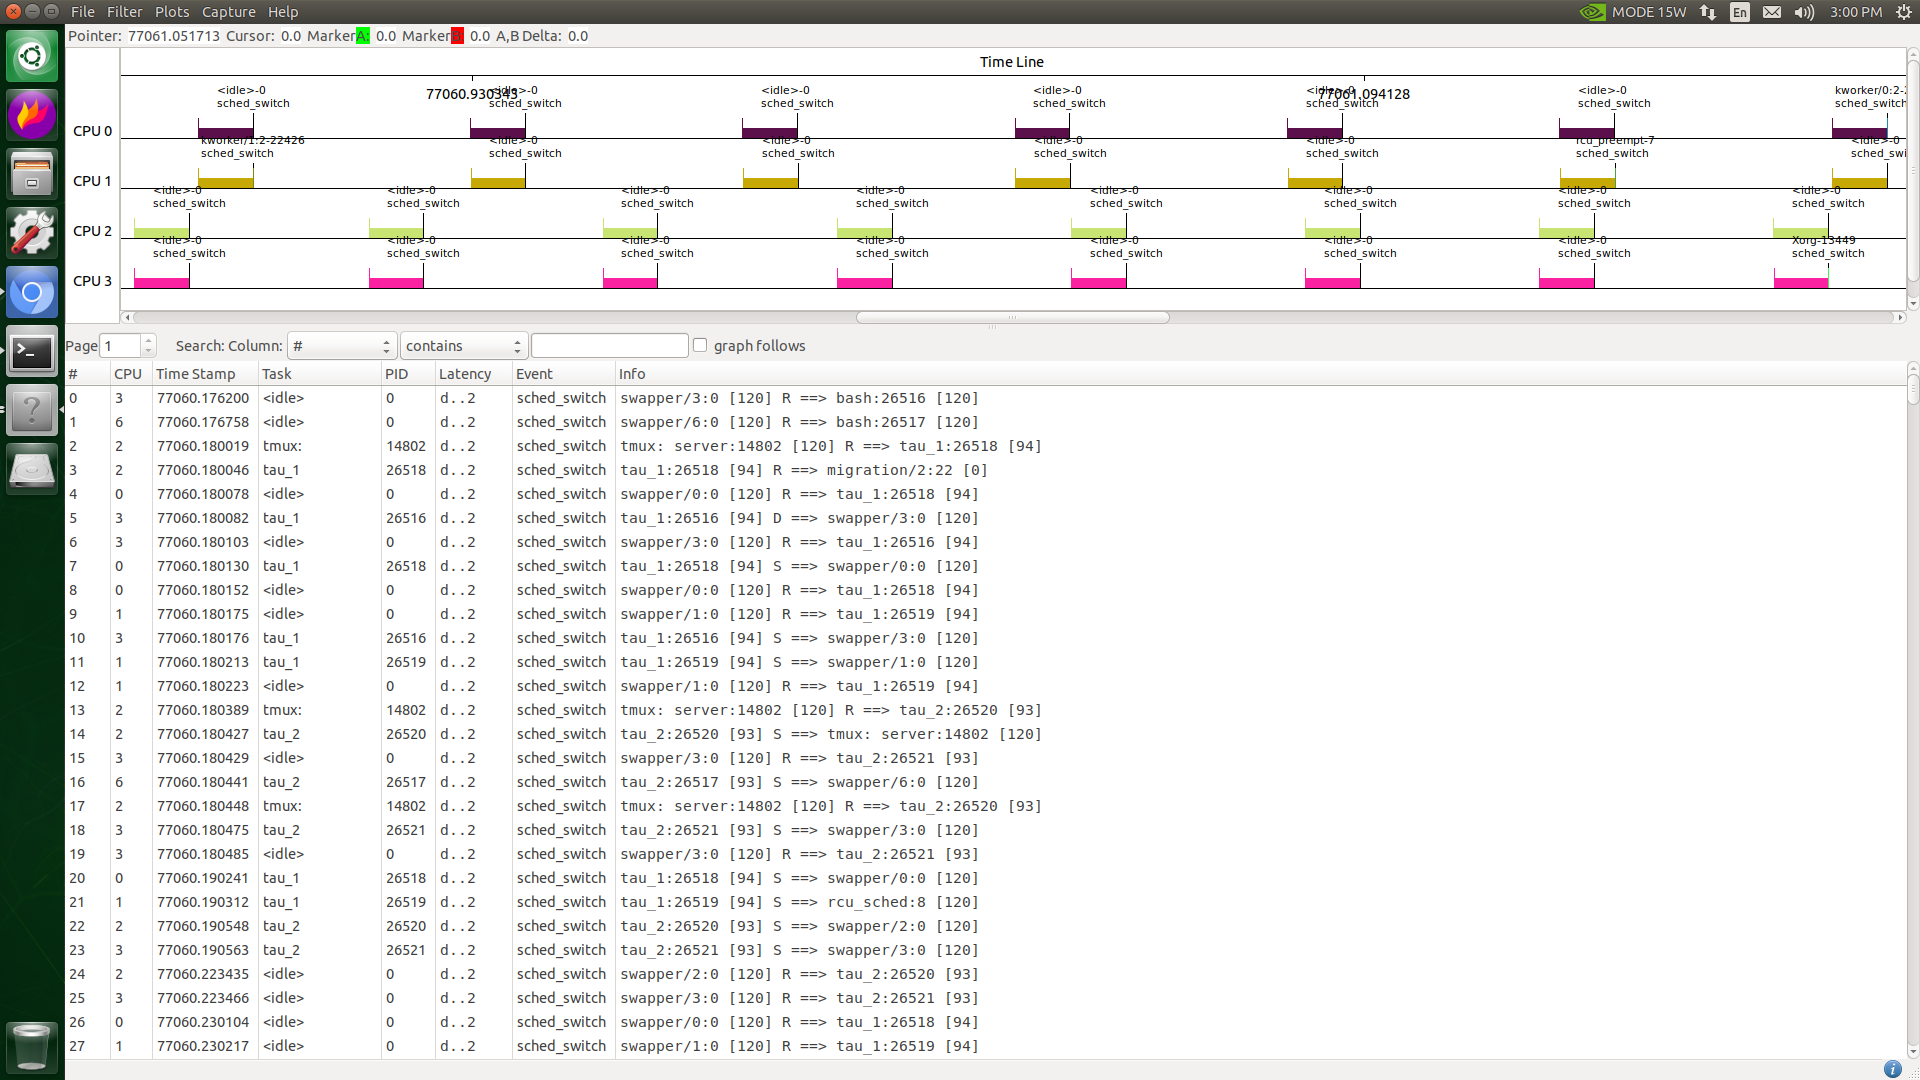 File Filter Plots Capture Help
MODE 15W En 3:00 PM
Pointer: 77061.051713 Cursor: 0.0 Marker A: 0.0 Marker 0.0 A,B Delta: 0.0
Time Line
77060.930343 77061.094128
<idle>-0 <idle>-0 <idle>-0 <idle>-0 <idle>-0 <idle>-0 kworker/0:2-2
sched_switch sched_switch sched_switch sched_switch sched_switch sched_switch sched_switch
CPU 0
kworker/1:2-22426 <idle>-0 <idle>-0 <idle>-0 <idle>-0 rcu_preempt-7 <idle>-0
sched_switch sched_switch sched_switch sched_switch sched_switch sched_switch sched_swi
CPU 1
<idle>-0 <idle>-0 <idle>-0 <idle>-0 <idle>-0 <idle>-0 <idle>-0 <idle>-0
sched_switch sched_switch sched_switch sched_switch sched_switch sched_switch sched_switch sched_switch
CPU 2
<idle>-0 <idle>-0 <idle>-0 <idle>-0 <idle>-0 <idle>-0 <idle>-0 Xorg-13449
sched_switch sched_switch sched_switch sched_switch sched_switch sched_switch sched_switch sched_switch
CPU 3
Page 1 Search: Column: # contains graph follows
# CPU Time Stamp Task PID Latency Event Info
0 3 77060.176200 <idle> 0 d..2 sched_switch swapper/3:0 [120] R ==> bash:26516 [120]
1 6 77060.176758 <idle> 0 d..2 sched_switch swapper/6:0 [120] R ==> bash:26517 [120]
2 2 77060.180019 tmux: 14802 d..2 sched_switch tmux: server:14802 [120] R ==> tau_1:26518 [94]
3 2 77060.180046 tau_1 26518 d..2 sched_switch tau_1:26518 [94] R ==> migration/2:22 [0]
4 0 77060.180078 <idle> 0 d..2 sched_switch swapper/0:0 [120] R ==> tau_1:26518 [94]
5 3 77060.180082 tau_1 26516 d..2 sched_switch tau_1:26516 [94] D ==> swapper/3:0 [120]
6 3 77060.180103 <idle> 0 d..2 sched_switch swapper/3:0 [120] R ==> tau_1:26516 [94]
7 0 77060.180130 tau_1 26518 d..2 sched_switch tau_1:26518 [94] S ==> swapper/0:0 [120]
8 0 77060.180152 <idle> 0 d..2 sched_switch swapper/0:0 [120] R ==> tau_1:26518 [94]
9 1 77060.180175 <idle> 0 d..2 sched_switch swapper/1:0 [120] R ==> tau_1:26519 [94]
10 3 77060.180176 tau_1 26516 d..2 sched_switch tau_1:26516 [94] S ==> swapper/3:0 [120]
11 1 77060.180213 tau_1 26519 d..2 sched_switch tau_1:26519 [94] S ==> swapper/1:0 [120]
12 1 77060.180223 <idle> 0 d..2 sched_switch swapper/1:0 [120] R ==> tau_1:26519 [94]
13 2 77060.180389 tmux: 14802 d..2 sched_switch tmux: server:14802 [120] R ==> tau_2:26520 [93]
14 2 77060.180427 tau_2 26520 d..2 sched_switch tau_2:26520 [93] S ==> tmux: server:14802 [120]
15 3 77060.180429 <idle> 0 d..2 sched_switch swapper/3:0 [120] R ==> tau_2:26521 [93]
16 6 77060.180441 tau_2 26517 d..2 sched_switch tau_2:26517 [93] S ==> swapper/6:0 [120]
17 2 77060.180448 tmux: 14802 d..2 sched_switch tmux: server:14802 [120] R ==> tau_2:26520 [93]
18 3 77060.180475 tau_2 26521 d..2 sched_switch tau_2:26521 [93] S ==> swapper/3:0 [120]
19 3 77060.180485 <idle> 0 d..2 sched_switch swapper/3:0 [120] R ==> tau_2:26521 [93]
20 0 77060.190241 tau_1 26518 d..2 sched_switch tau_1:26518 [94] S ==> swapper/0:0 [120]
21 1 77060.190312 tau_1 26519 d..2 sched_switch tau_1:26519 [94] S ==> rcu_sched:8 [120]
22 2 77060.190548 tau_2 26520 d..2 sched_switch tau_2:26520 [93] S ==> swapper/2:0 [120]
23 3 77060.190563 tau_2 26521 d..2 sched_switch tau_2:26521 [93] S ==> swapper/3:0 [120]
24 2 77060.223435 <idle> 0 d..2 sched_switch swapper/2:0 [120] R ==> tau_2:26520 [93]
25 3 77060.223466 <idle> 0 d..2 sched_switch swapper/3:0 [120] R ==> tau_2:26521 [93]
26 0 77060.230104 <idle> 0 d..2 sched_switch swapper/0:0 [120] R ==> tau_1:26518 [94]
27 1 77060.230217 <idle> 0 d..2 sched_switch swapper/1:0 [120] R ==> tau_1:26519 [94]